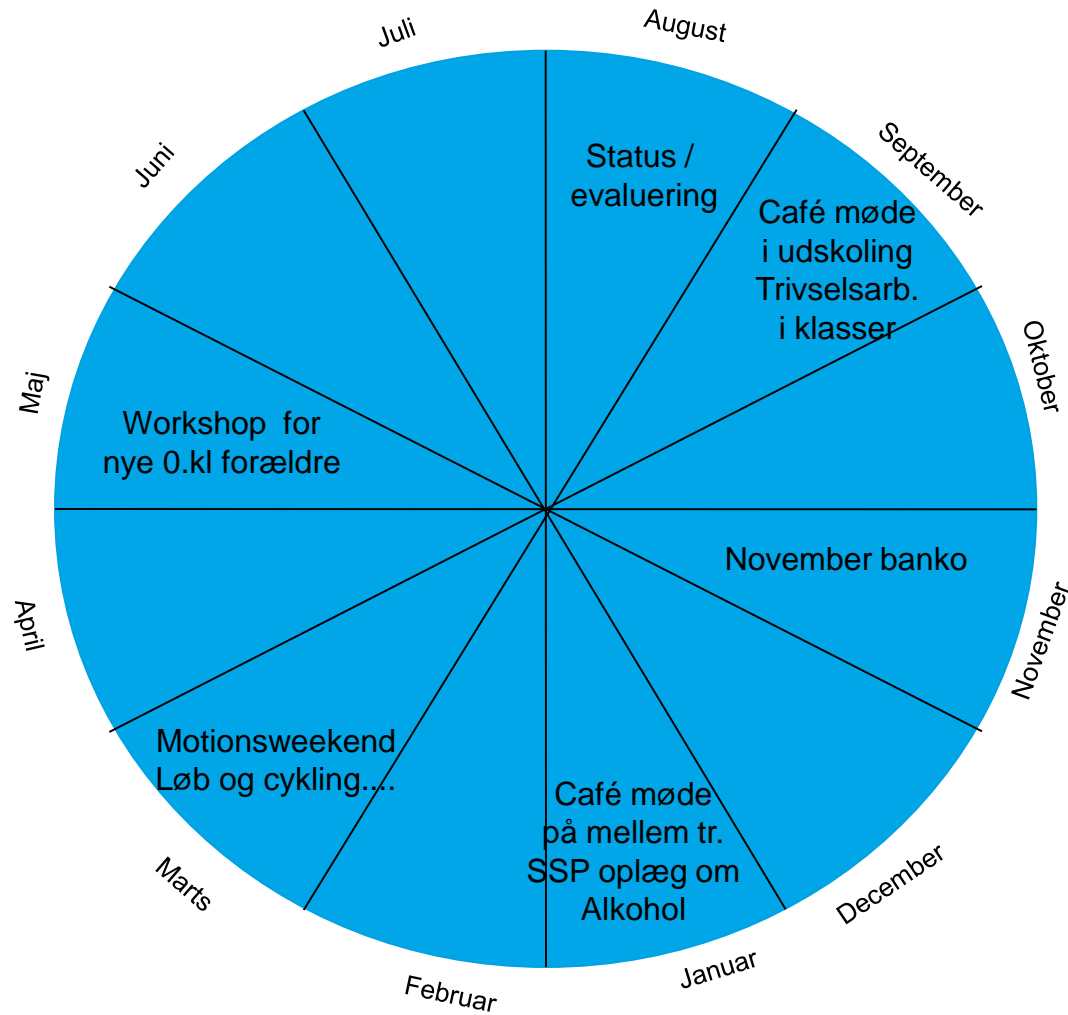 Juli
August
Juni
September
Status /
evaluering
Café møde
i udskoling
Trivselsarb.
i klasser
Oktober
Maj
Workshop  for
nye 0.kl forældre
November banko
November
April
Motionsweekend
Løb og cykling....
Café møde
på mellem tr.
SSP oplæg om
Alkohol
Marts
December
Januar
Februar